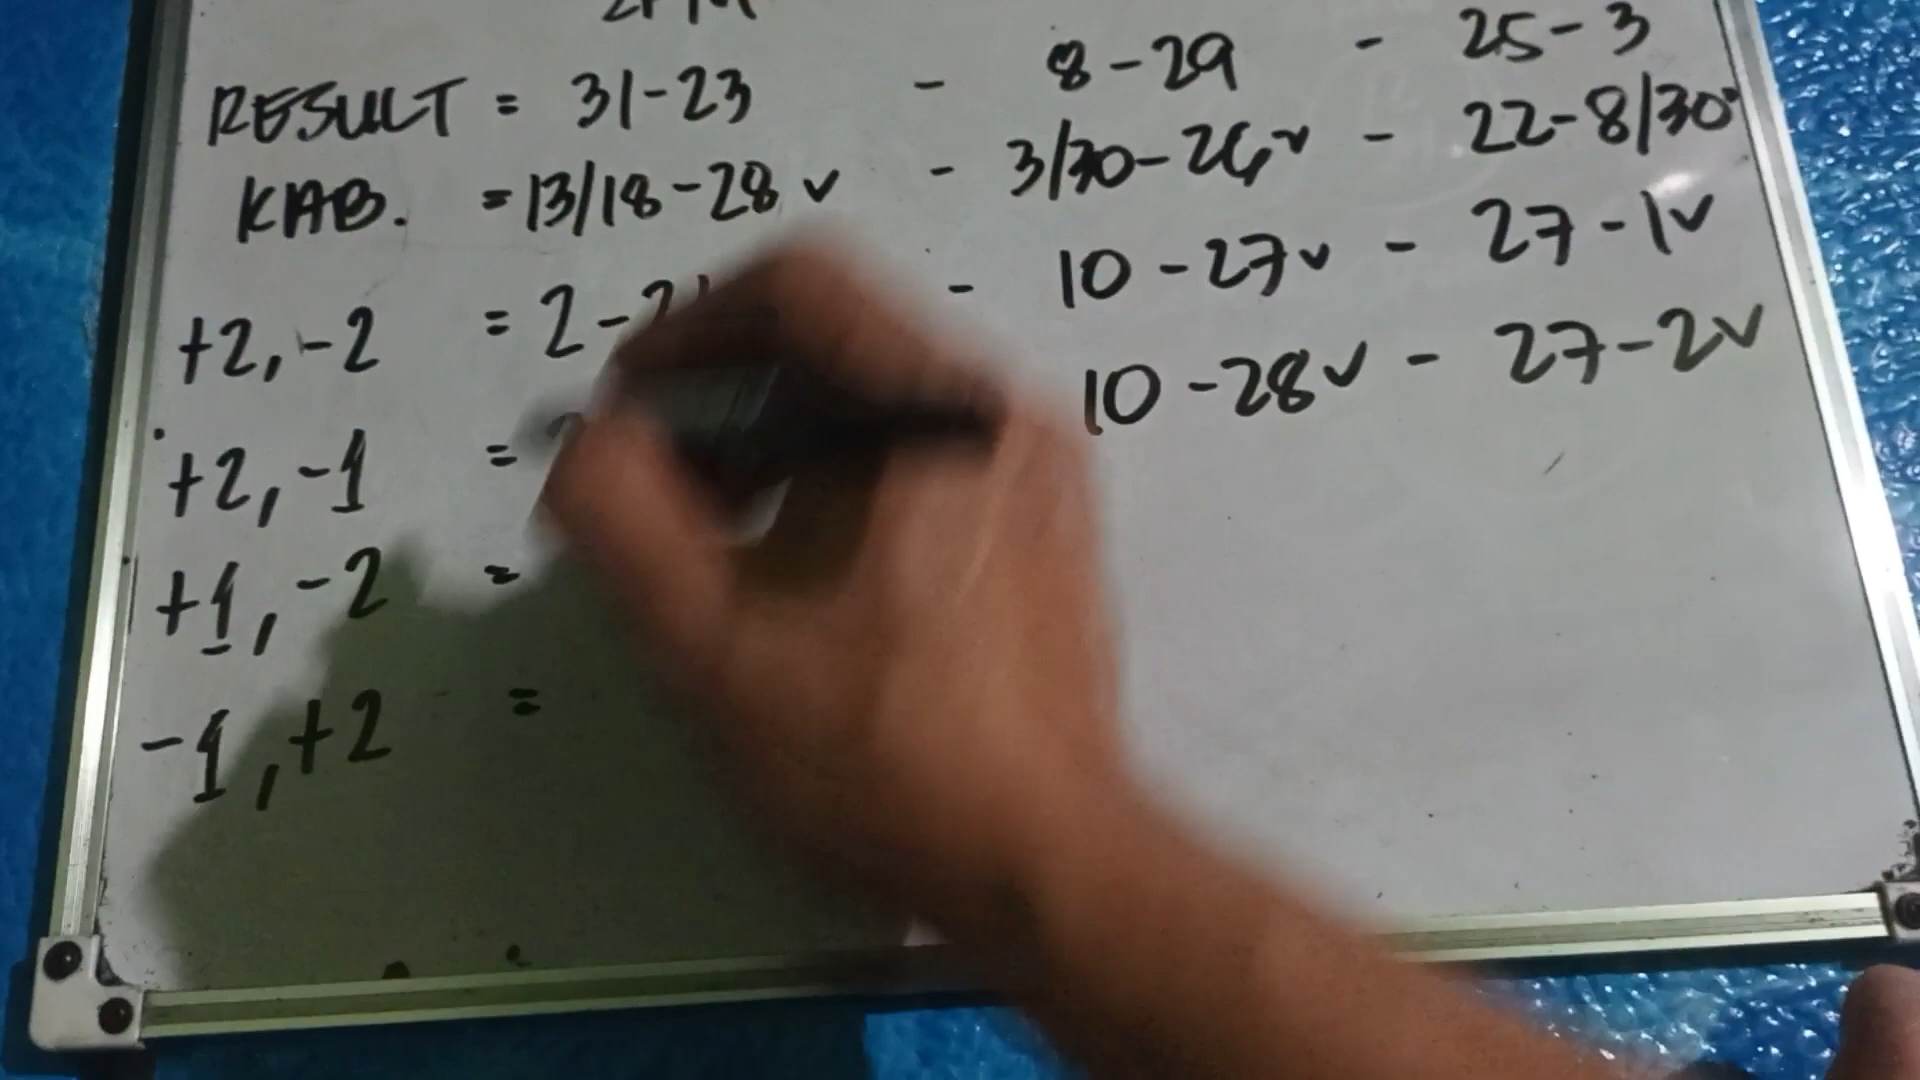 RESULT = 31-23 - 8-29 - 25-3
KAB. = 13/18-28 v - 3/30-24 v - 22-8/30
+2, -2 = 2- - 10-27 v - 27-1 v
+2, -1 = 10-28 v - 27-2 v
+1, -2 =
-1, +2 =